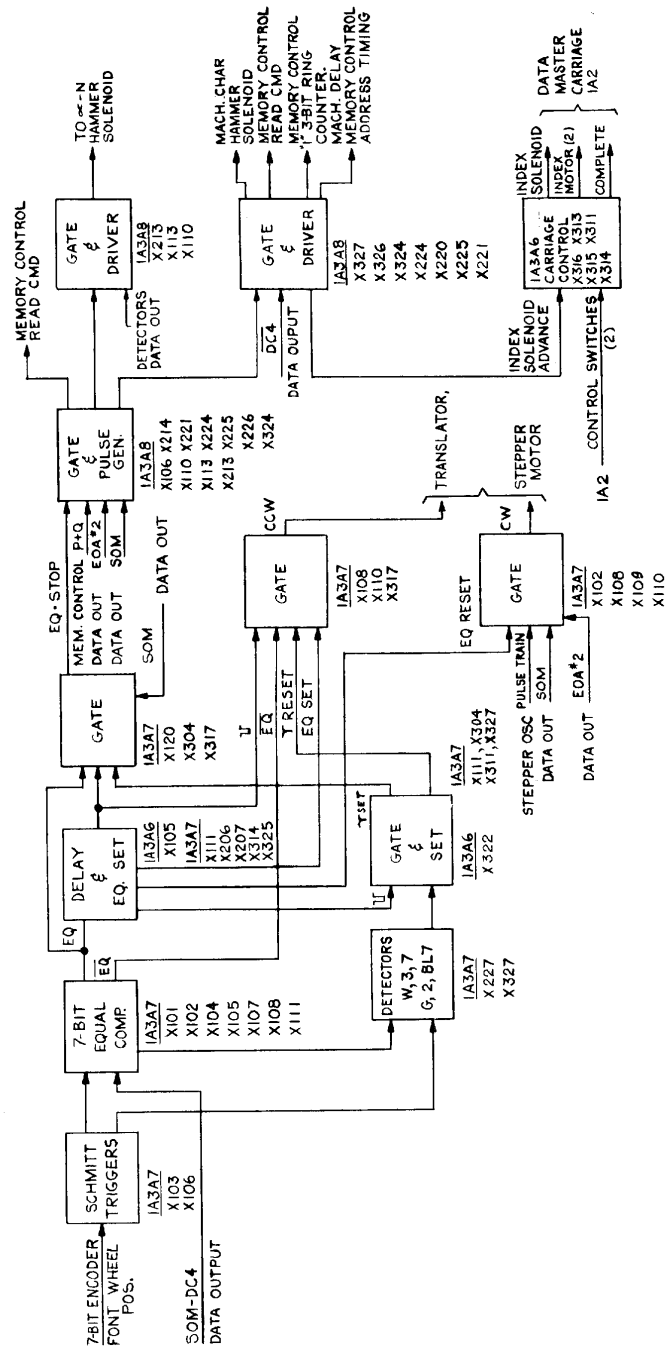 7-BIT ENCODER
FONT WHEEL
POS.
SOM-DC4
DATA OUTPUT
SCHMITT
TRIGGERS
1A3A7
X103
X106
7-BIT
EQUAL
COMP.
1A3A7
X101
X102
X104
X105
X107
X108
X111
EQ
EQ
DELAY
&
EQ. SET
1A3A6
X105
1A3A7
X111
X206
X207
X314
X325
DETECTORS
W, 3, 7
G, 2, BL7
1A3A7
X227
X327
GATE
&
SET
1A3A6
X322
1A3A7
X111, X304
X311, X327
GATE
1A3A7
X120
X304
X317
SOM
DATA OUT
EQ • STOP
MEM. CONTROL P+Q
DATA OUT EOA#2
DATA OUT SOM
EQ
T RESET
EQ SET
GATE
1A3A7
X108
X110
X317
CCW
EQ RESET
STEPPER OSC PULSE TRAIN
DATA OUT SOM
DATA OUT EOA#2
GATE
1A3A7
X102
X108
X109
X110
CW
TRANSLATOR,
STEPPER
MOTOR
GATE
&
PULSE
GEN.
1A3A8
X106 X214
X110 X221
X113 X224
X213 X225
X226
X324
MEMORY CONTROL
READ CMD
GATE
&
DRIVER
1A3A8
X213
X113
X110
DETECTORS
DATA OUT
TO ∝-N
HAMMER
SOLENOID
DC4
DATA OUPUT
GATE
&
DRIVER
1A3A8
X327
X326
X324
X224
X220
X225
X221
MACH. CHAR
HAMMER
SOLENOID
MEMORY CONTROL
READ CMD
MEMORY CONTROL
"1" 3-BIT RING
COUNTER.
MACH. DELAY
MEMORY CONTROL
ADDRESS TIMING
INDEX
SOLENOID
ADVANCE
1A2
CONTROL SWITCHES
(2)
1A3A6
CARRIAGE
CONTROL
X316 X313
X315 X311
X314
INDEX
SOLENOID
INDEX
MOTOR (2)
COMPLETE
DATA
MASTER
CARRIAGE
1A2